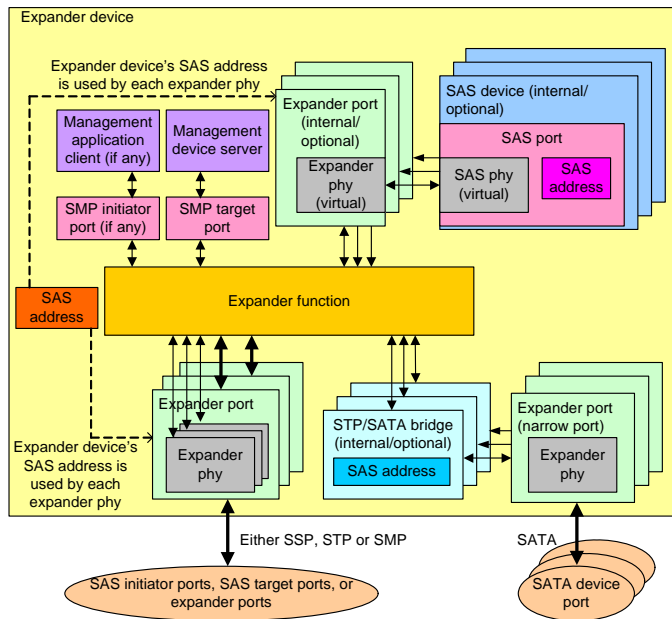 Expander device
Expander device’s SAS address
is used by each expander phy
Expander port
(internal/
optional)
Expander
phy
(virtual)
SAS device (internal/
optional)
SAS port
SAS phy
(virtual)
SAS
address
Management
application
client (if any)
Management
device server
SMP initiator
port (if any)
SMP target
port
SAS
address
Expander function
Expander port
Expander
phy
Expander device’s
SAS address is
used by each
expander phy
STP/SATA bridge
(internal/optional)
SAS address
Expander port
(narrow port)
Expander
phy
Either SSP, STP or SMP
SATA
SAS initiator ports, SAS target ports, or
expander ports
SATA device
port